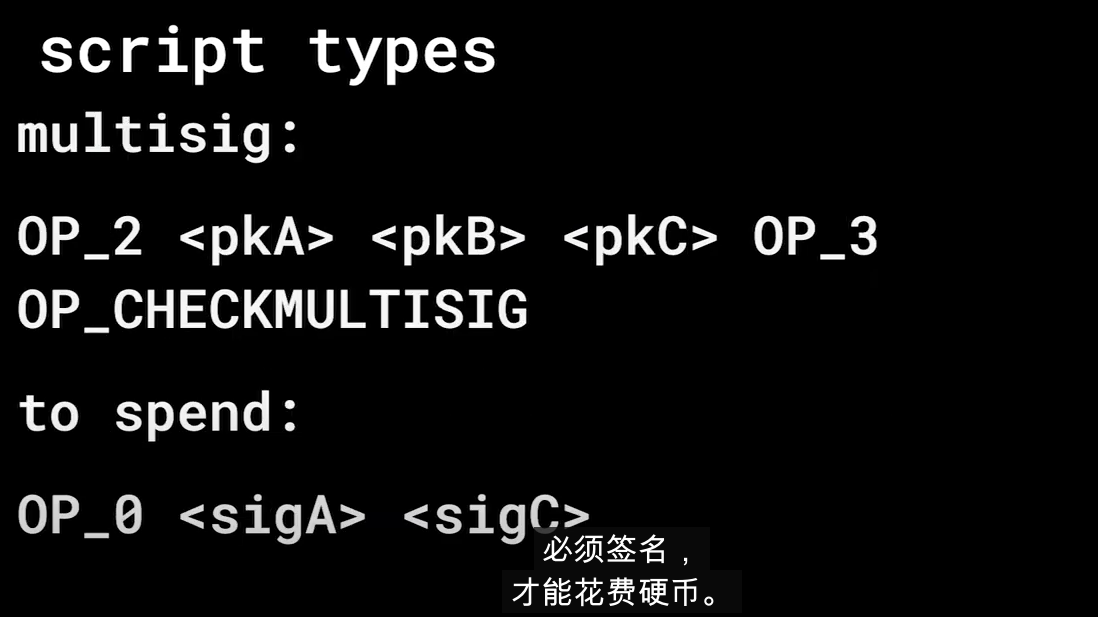 script types
multisig:
OP_2 <pkA> <pkB> <pkC> OP_3
OP_CHECKMULTISIG
to spend:
OP_0 <sigA> <sigC>
必须签名，
才能花费硬币。